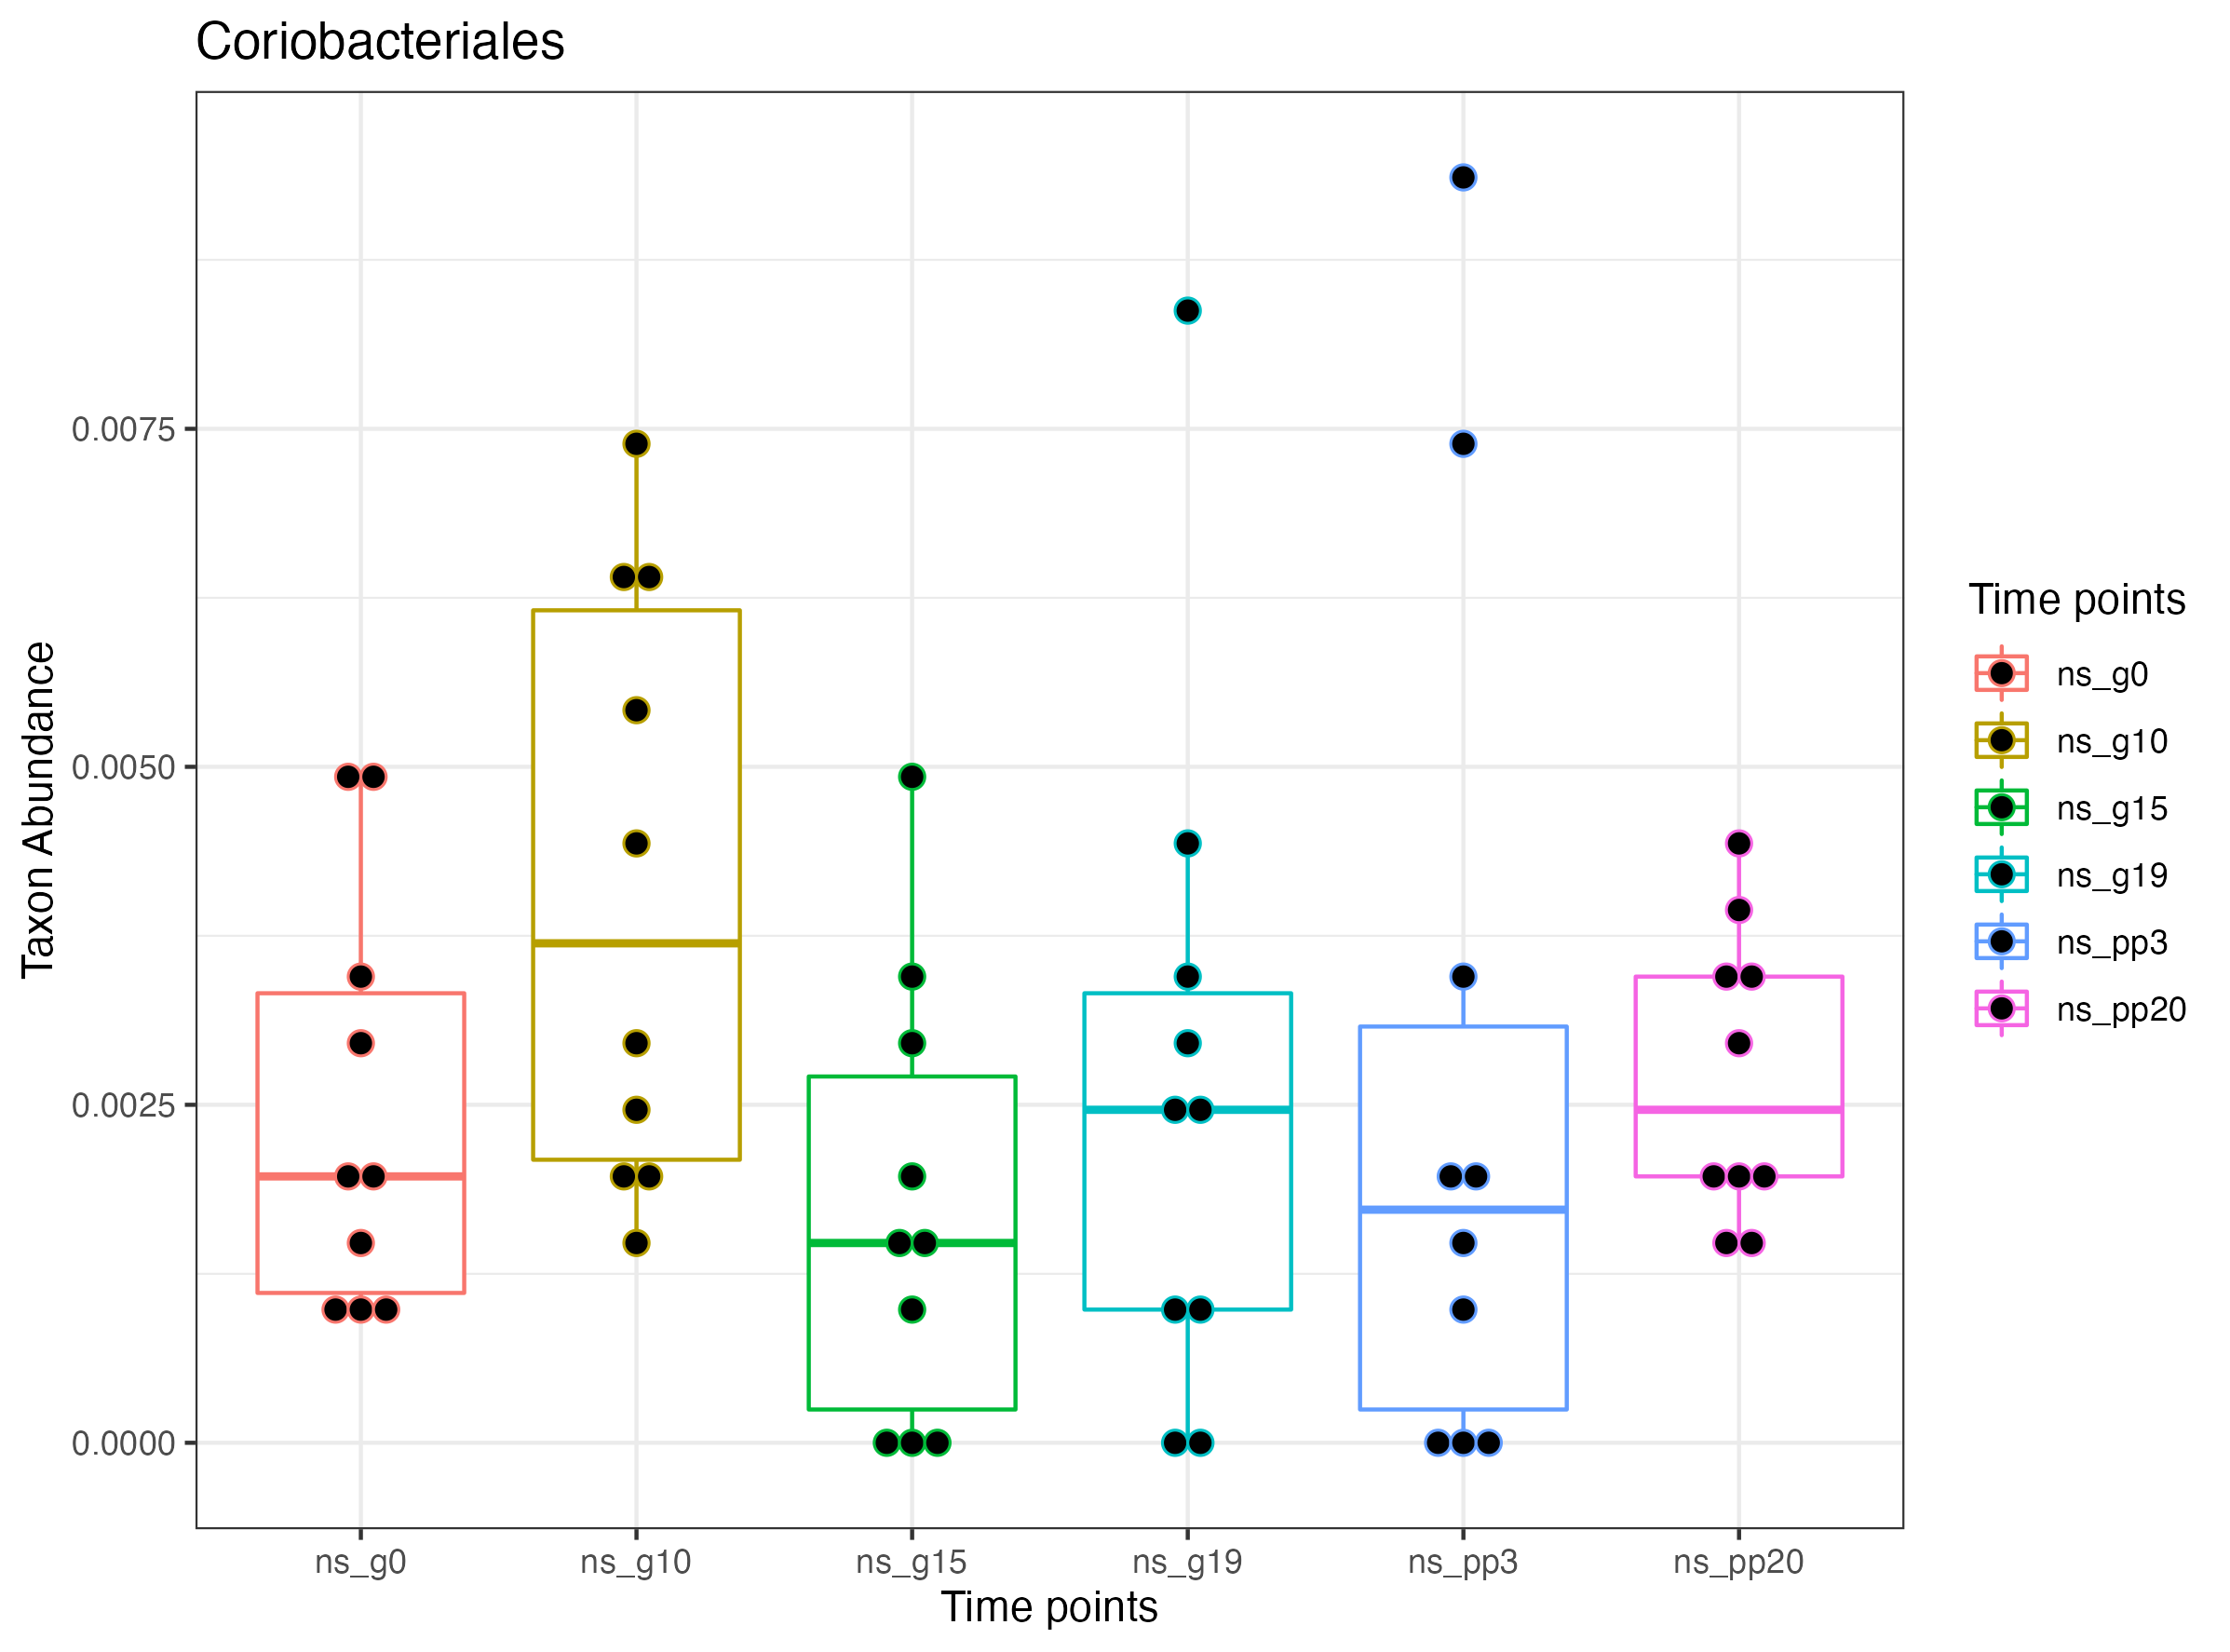 Coriobacteriales
Taxon Abundance
0.0075
0.0050
0.0025
0.0000
ns_g0
ns_g10
ns_g15
ns_g19
ns_pp3
ns_pp20
Time points
Time points
ns_g0
ns_g10
ns_g15
ns_g19
ns_pp3
ns_pp20